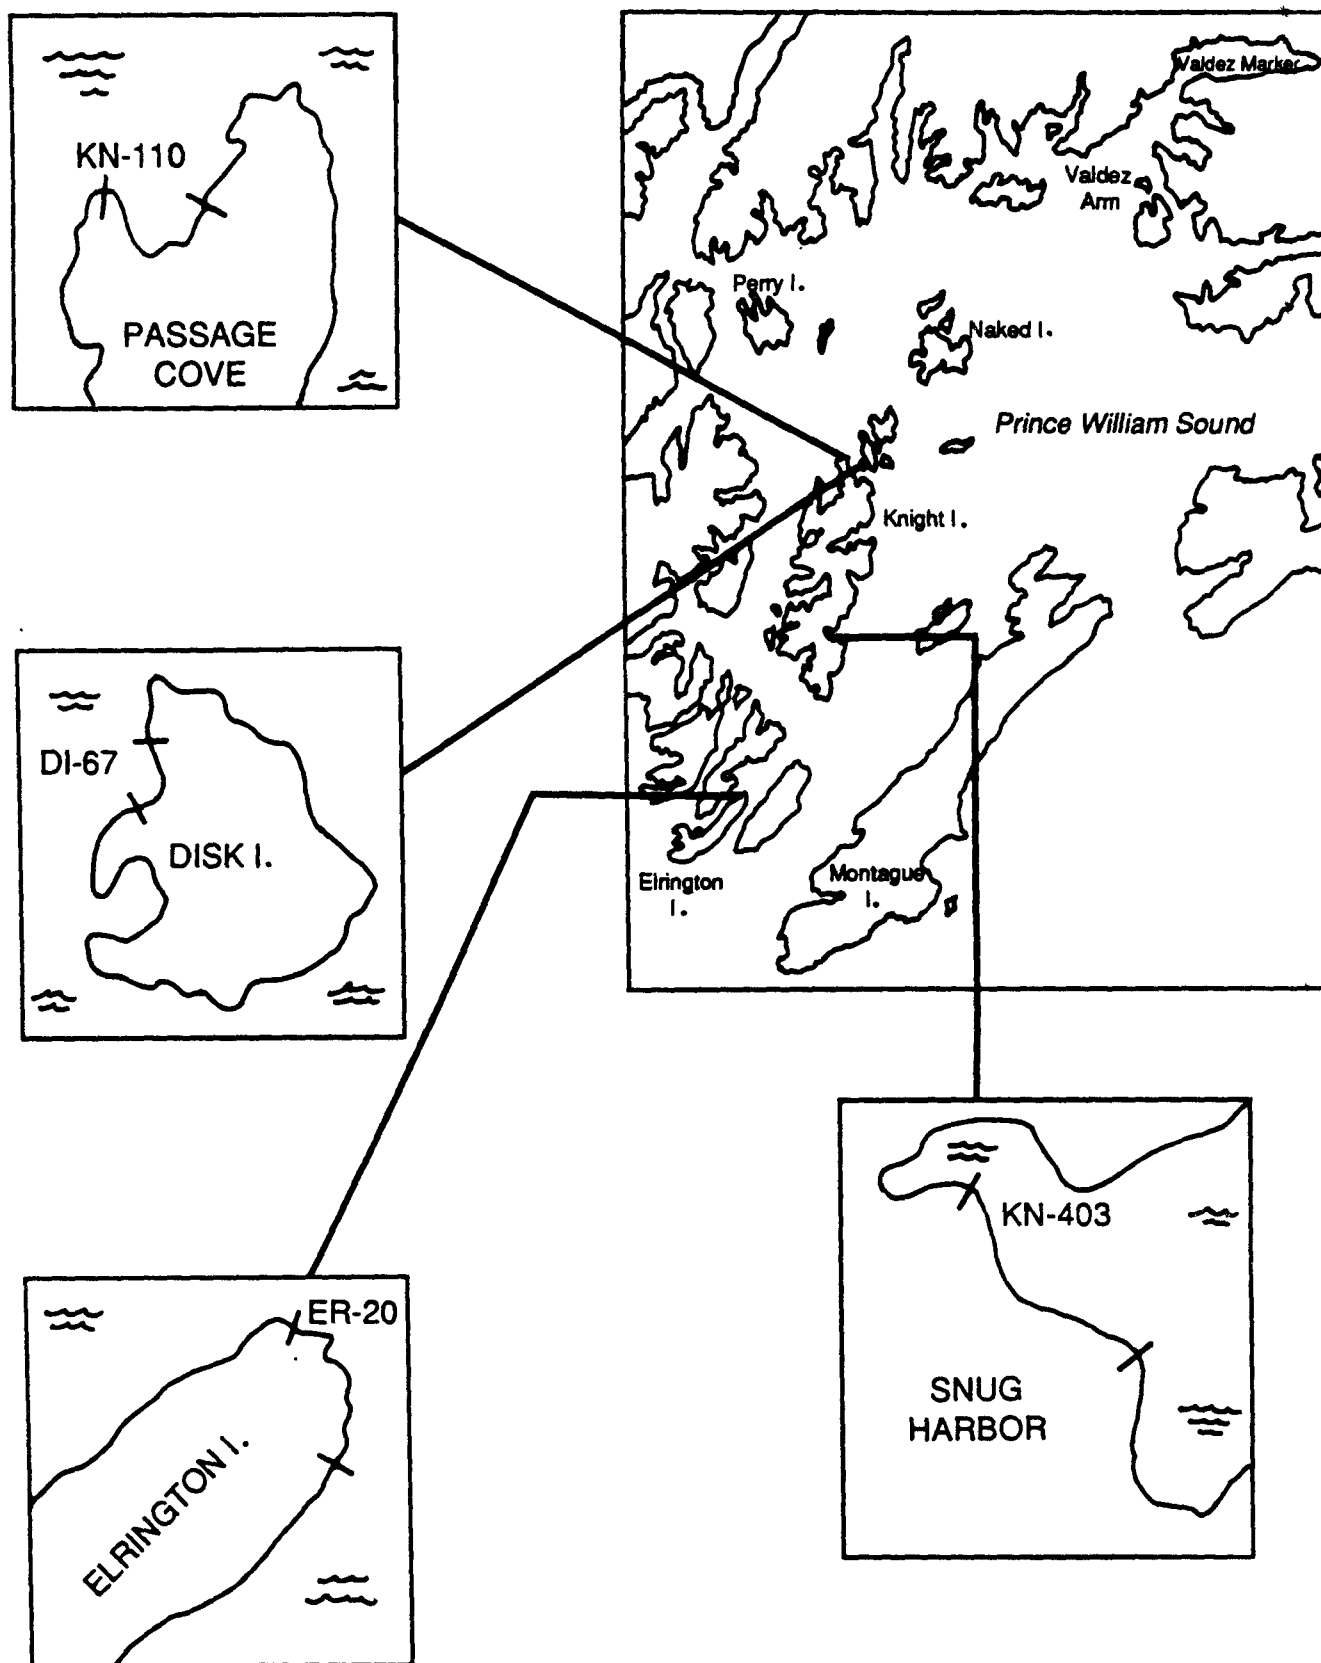 KN-110
PASSAGE
COVE
Valdez Marker
Valdez
Arm
Perry I.
Naked I.
Prince William Sound
Knight I.
Elrington
I.
Montague
I.
DI-67
DISK I.
ER-20
ELRINGTON I.
KN-403
SNUG
HARBOR